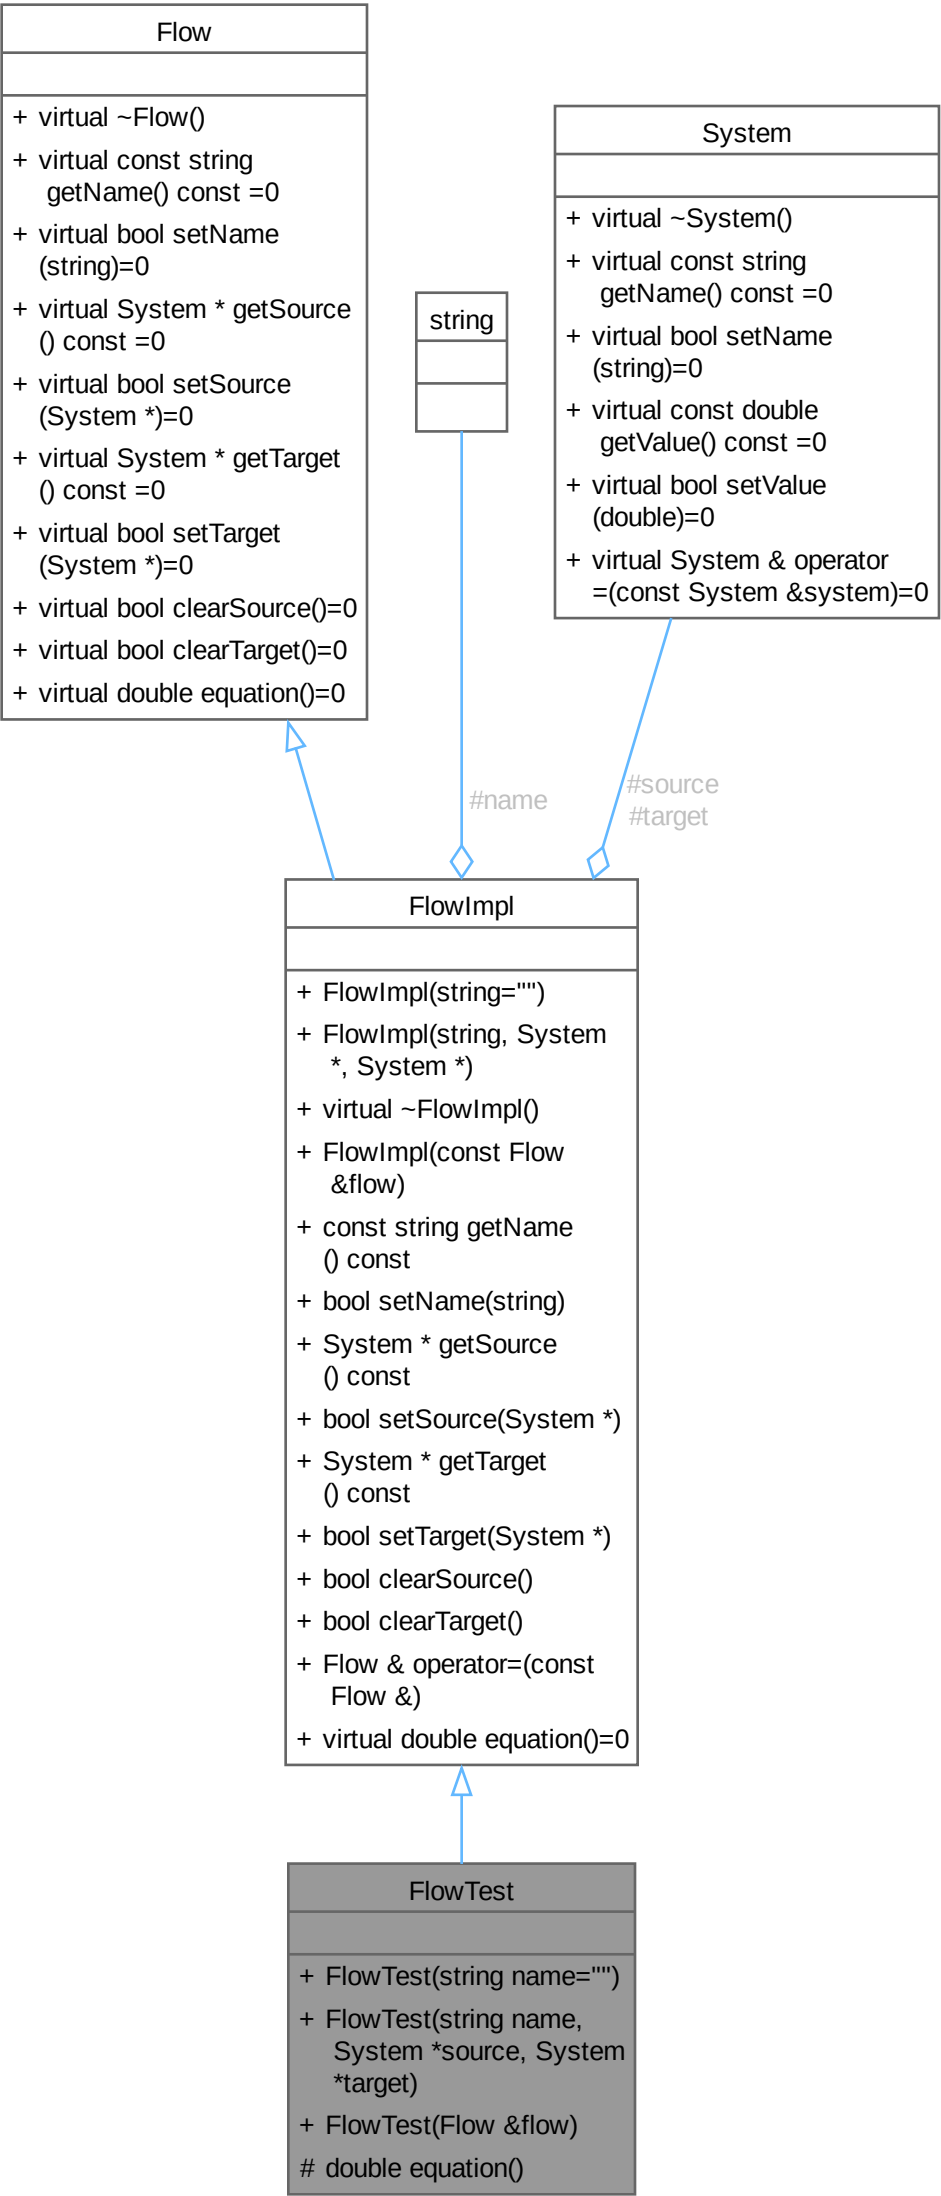 Flow
+ virtual ~Flow()
+ virtual const string
getName() const =0
+ virtual bool setName
(string)=0
+ virtual System * getSource
() const =0
+ virtual bool setSource
(System *)=0
+ virtual System * getTarget
() const =0
+ virtual bool setTarget
(System *)=0
+ virtual bool clearSource()=0
+ virtual bool clearTarget()=0
+ virtual double equation()=0
string
System
+ virtual ~System()
+ virtual const string
getName() const =0
+ virtual bool setName
(string)=0
+ virtual const double
getValue() const =0
+ virtual bool setValue
(double)=0
+ virtual System & operator
=(const System &system)=0
#name
#source
#target
FlowImpl
+ FlowImpl(string="")
+ FlowImpl(string, System
*, System *)
+ virtual ~FlowImpl()
+ FlowImpl(const Flow
&flow)
+ const string getName
() const
+ bool setName(string)
+ System * getSource
() const
+ bool setSource(System *)
+ System * getTarget
() const
+ bool setTarget(System *)
+ bool clearSource()
+ bool clearTarget()
+ Flow & operator=(const
Flow &)
+ virtual double equation()=0
FlowTest
+ FlowTest(string name="")
+ FlowTest(string name,
System *source, System
*target)
+ FlowTest(Flow &flow)
# double equation()